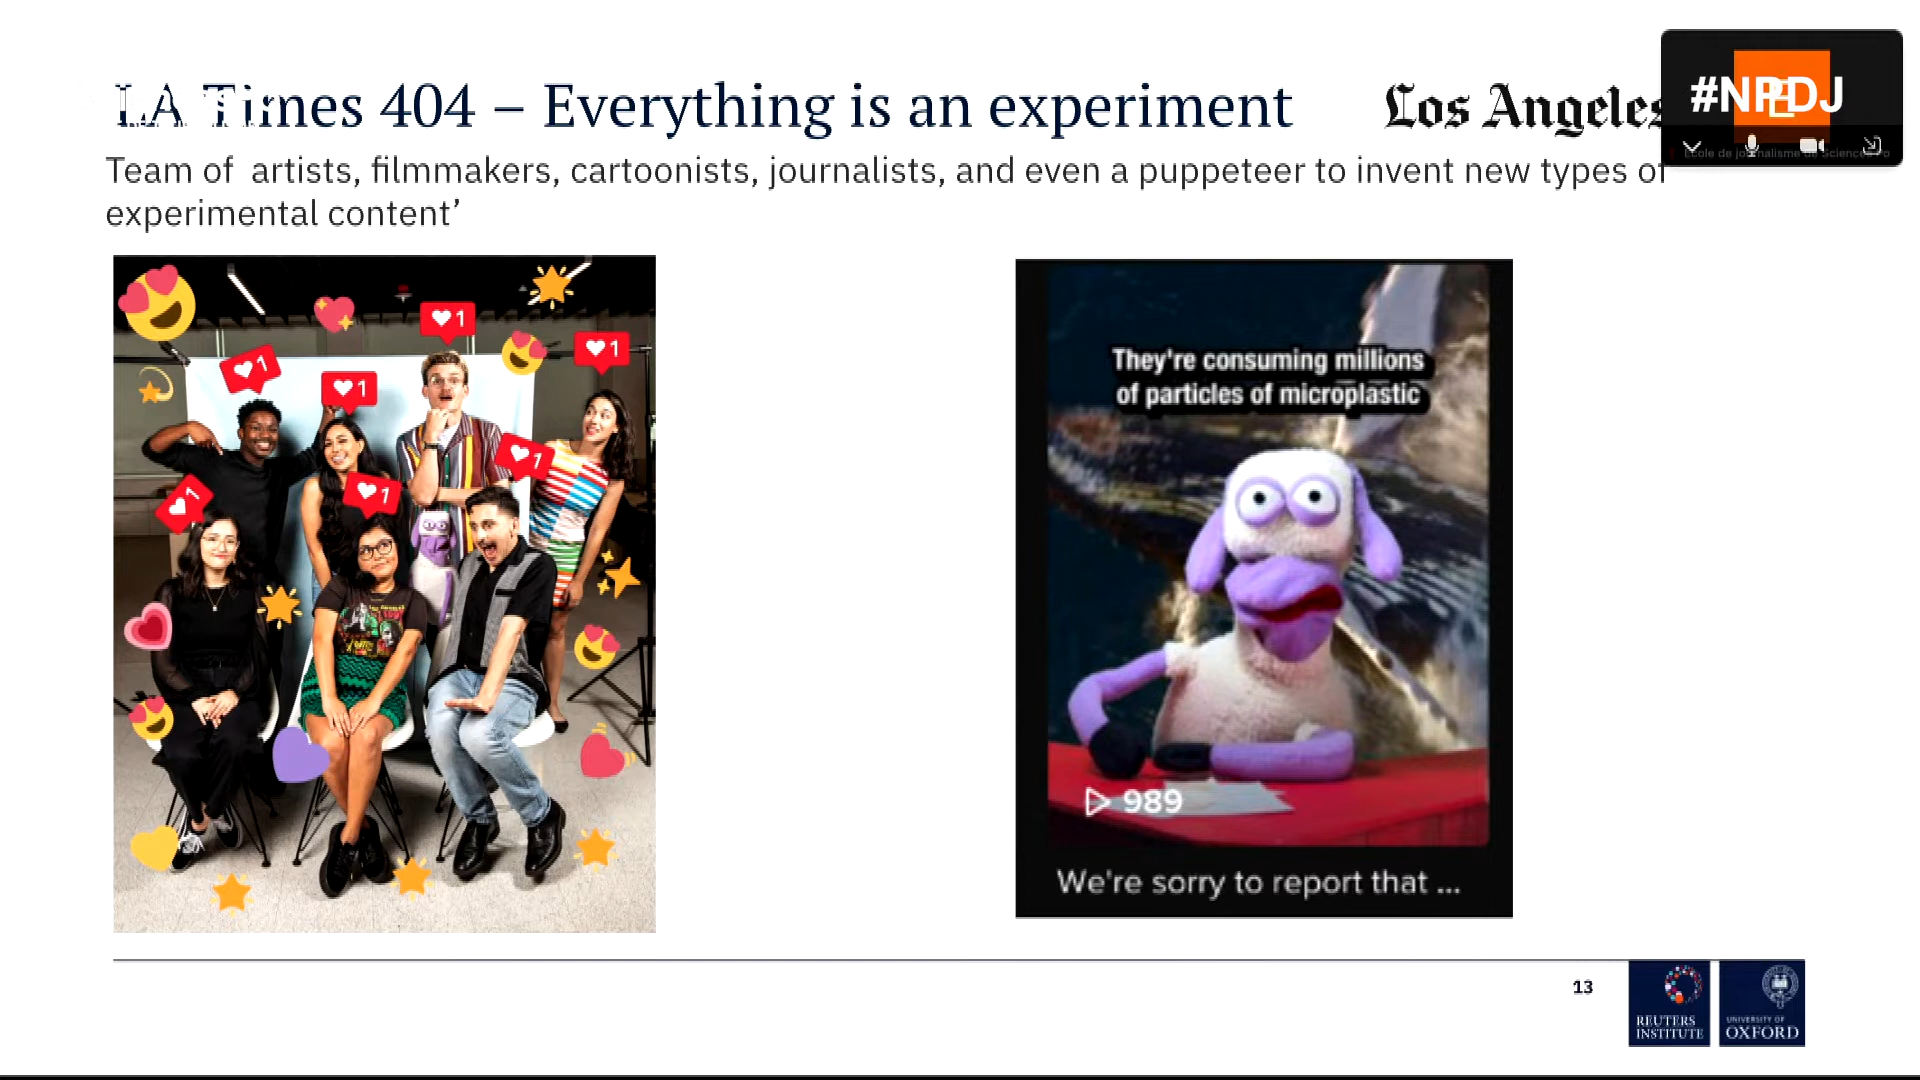 LA Times 404 – Everything is an experiment
Los Angeles
#NPDJ
Team of artists, filmmakers, cartoonists, journalists, and even a puppeteer to invent new types of
experimental content’
1
1
1
1
1
1
1
They're consuming millions
of particles of microplastic
989
We're sorry to report that ...
13
REUTERS
INSTITUTE
UNIVERSITY OF
OXFORD